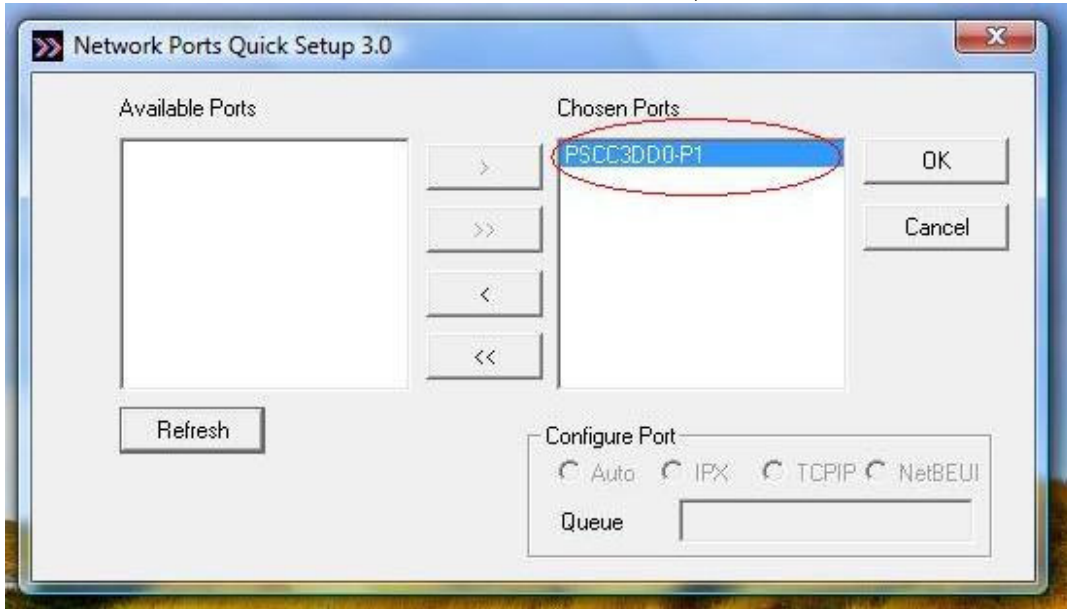 Network Ports Quick Setup 3.0
X
Available Ports
Chosen Ports
PSCC3DD0-P1
>
>>
<
<<
OK
Cancel
Refresh
Configure Port
Auto IPX TCPIP NetBEUI
Queue